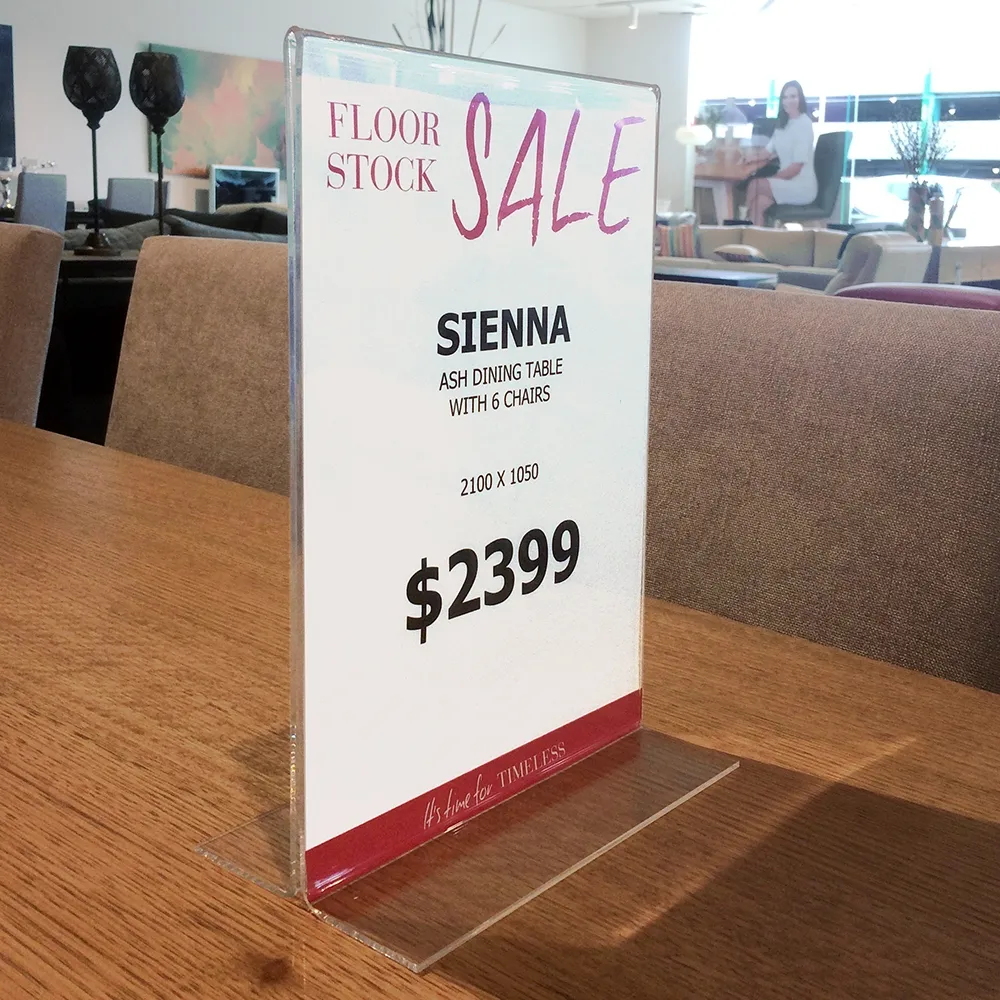 FLOOR
STOCK
SALE
SIENNA
ASH DINING TABLE
WITH 6 CHAIRS
2100 X 1050
$2399
It's time for TIMELESS